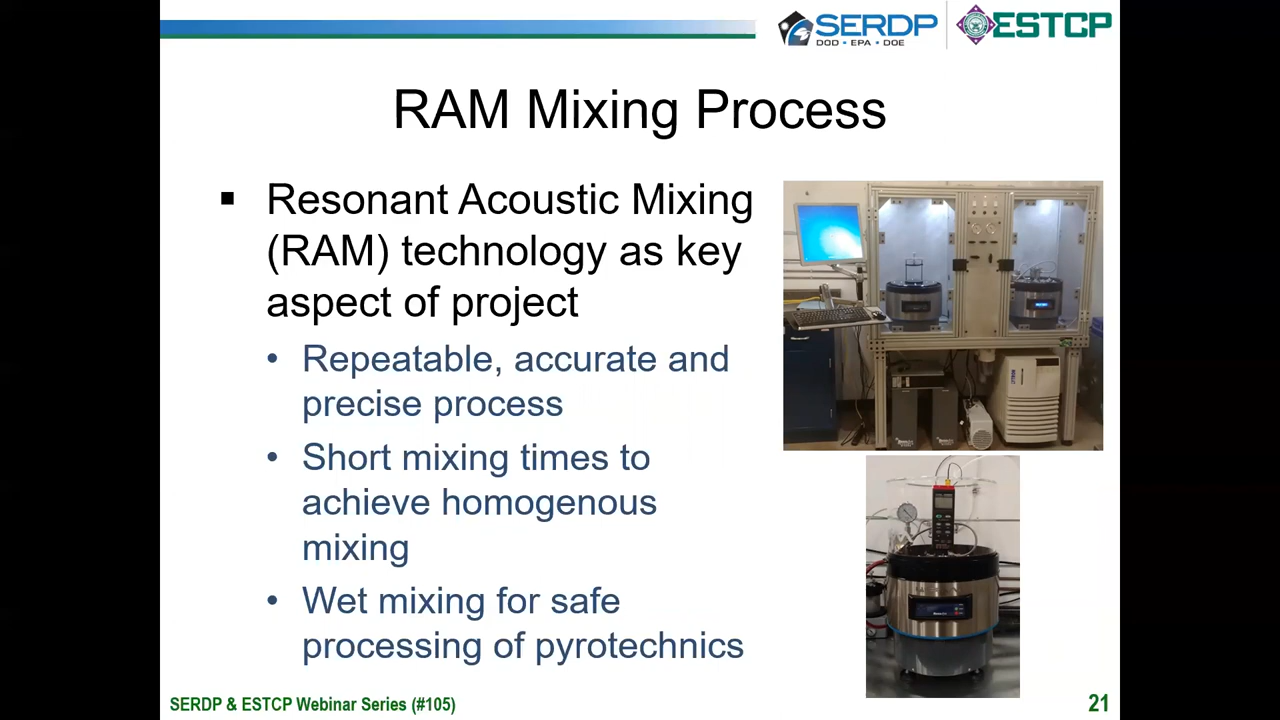 SERDP
DOD • EPA • DOE
ESTCP
RAM Mixing Process
▪ Resonant Acoustic Mixing
(RAM) technology as key
aspect of project
• Repeatable, accurate and
precise process
• Short mixing times to
achieve homogenous
mixing
• Wet mixing for safe
processing of pyrotechnics
SERDP & ESTCP Webinar Series (#105)
21